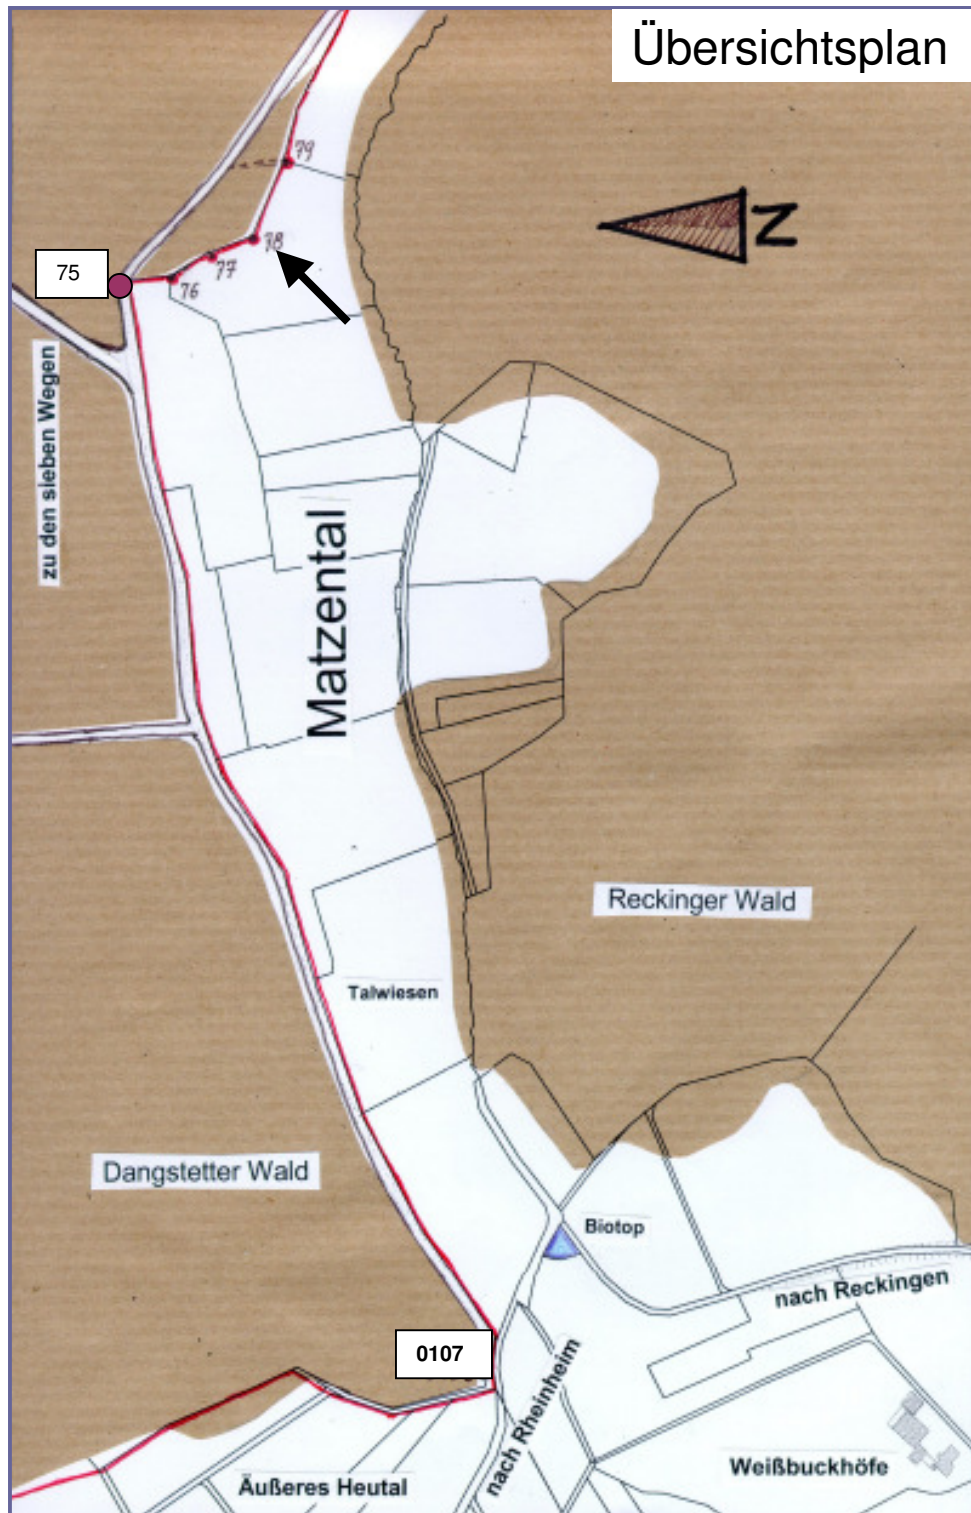 Übersichtsplan
79
N
78
75
77
76
zu den sieben Wegen
Matzental
Reckinger Wald
Talwiesen
Dangstetter Wald
Biotop
nach Reckingen
0107
nach Rheinheim
Weißbuckhöfe
Äußeres Heutal